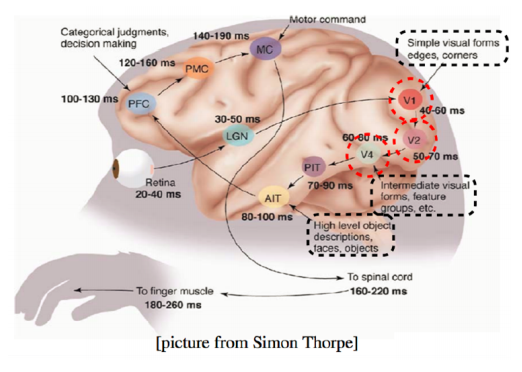 Categorical judgments,
decision making
140-190 ms
Motor command
MC
120-160 ms
PMC
Simple visual forms
edges, corners
100-130 ms
PFC
30-50 ms
LGN
V1
40-60 ms
60-80 ms
V4
V2
50-70 ms
Retina
20-40 ms
PIT
70-90 ms
AIT
80-100 ms
Intermediate visual
forms, feature
groups, etc.
High level object
descriptions,
faces, objects
To spinal cord
160-220 ms
To finger muscle
180-260 ms
[picture from Simon Thorpe]